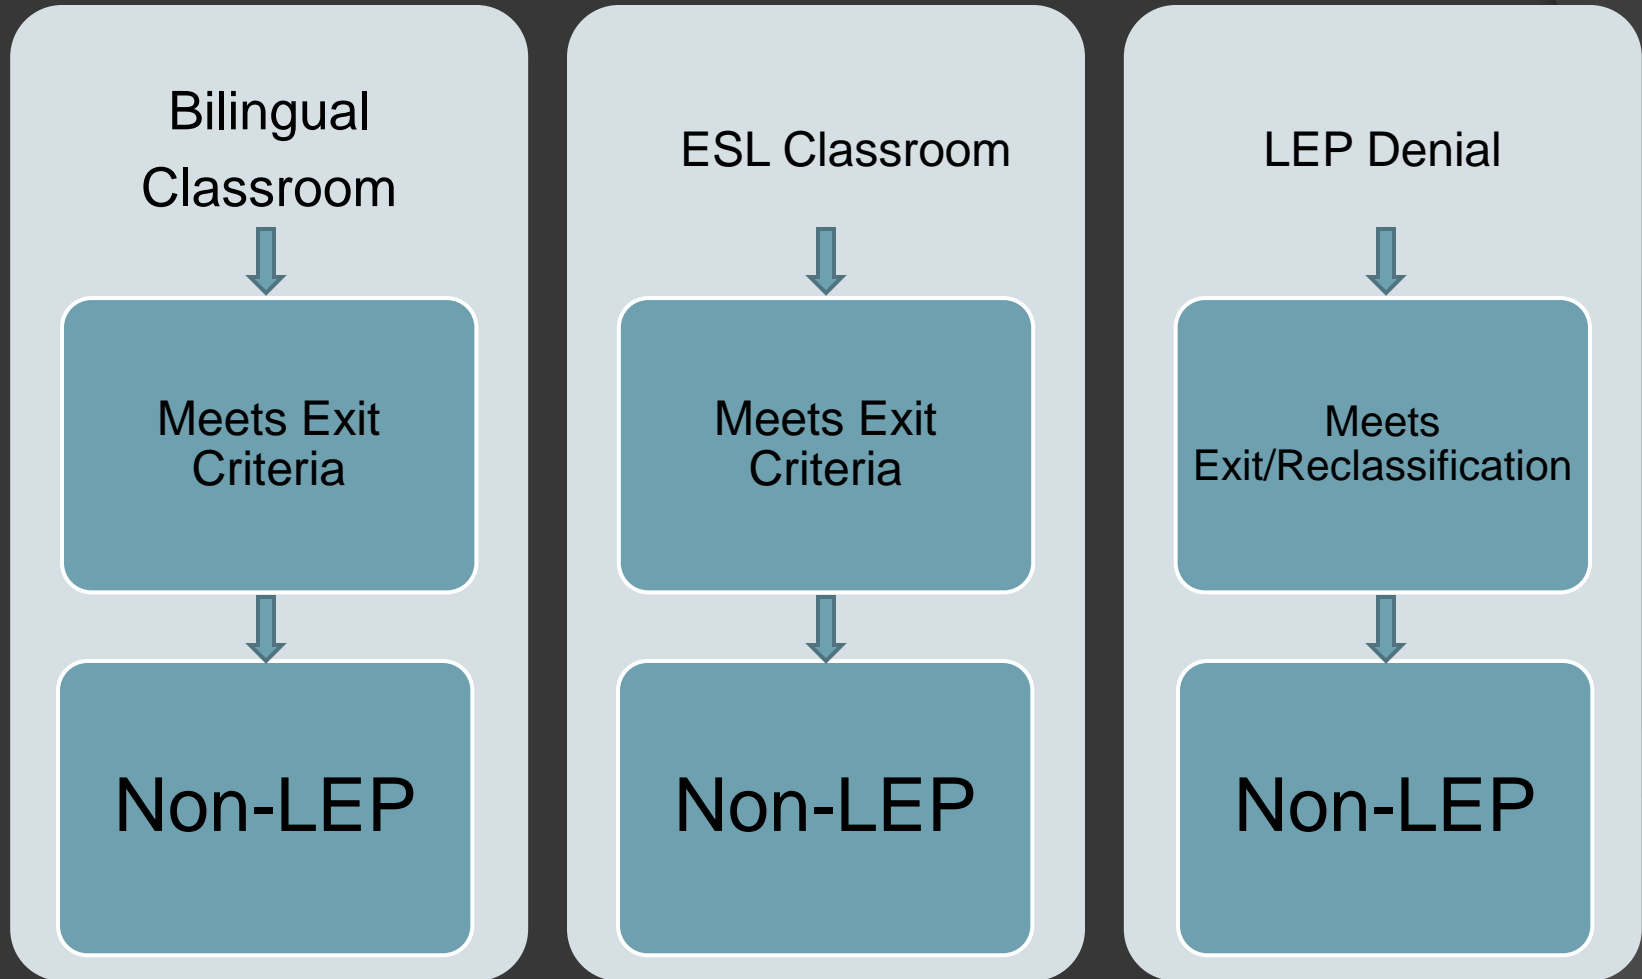 Bilingual
Classroom
Meets Exit
Criteria
Non-LEP
ESL Classroom
Meets Exit
Criteria
Non-LEP
LEP Denial
Meets
Exit/Reclassification
Non-LEP